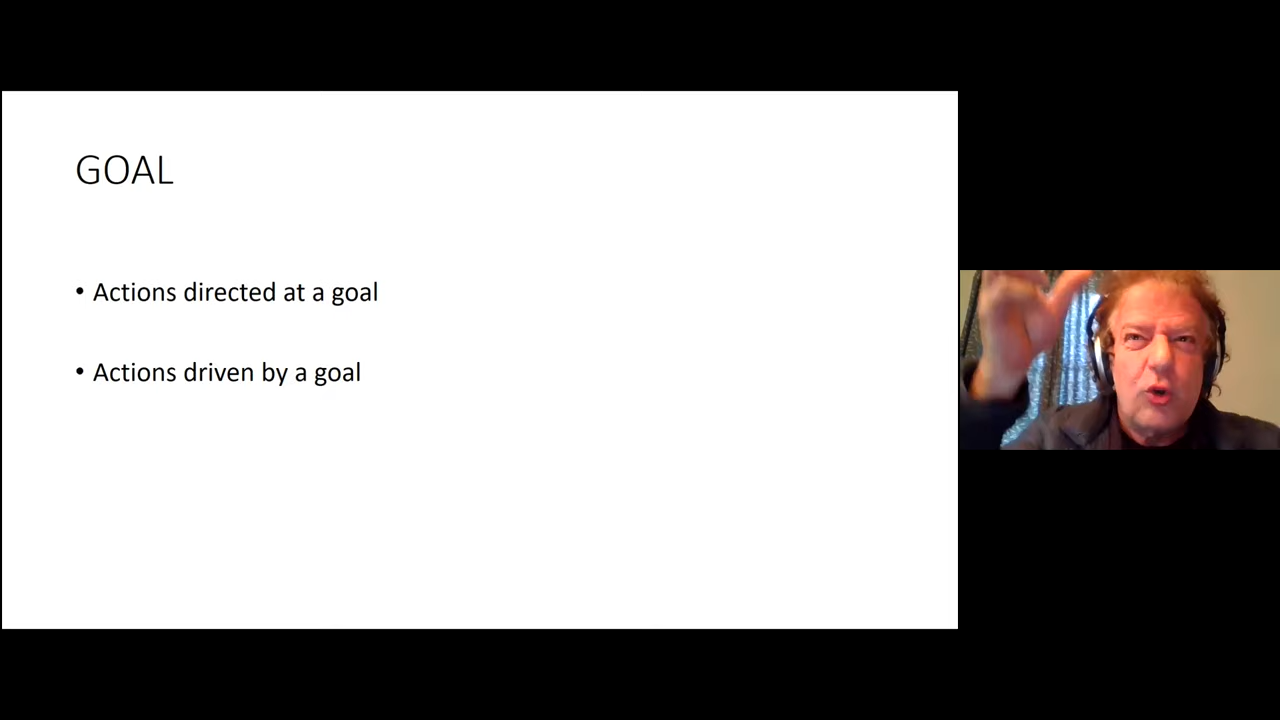 GOAL
• Actions directed at a goal
• Actions driven by a goal